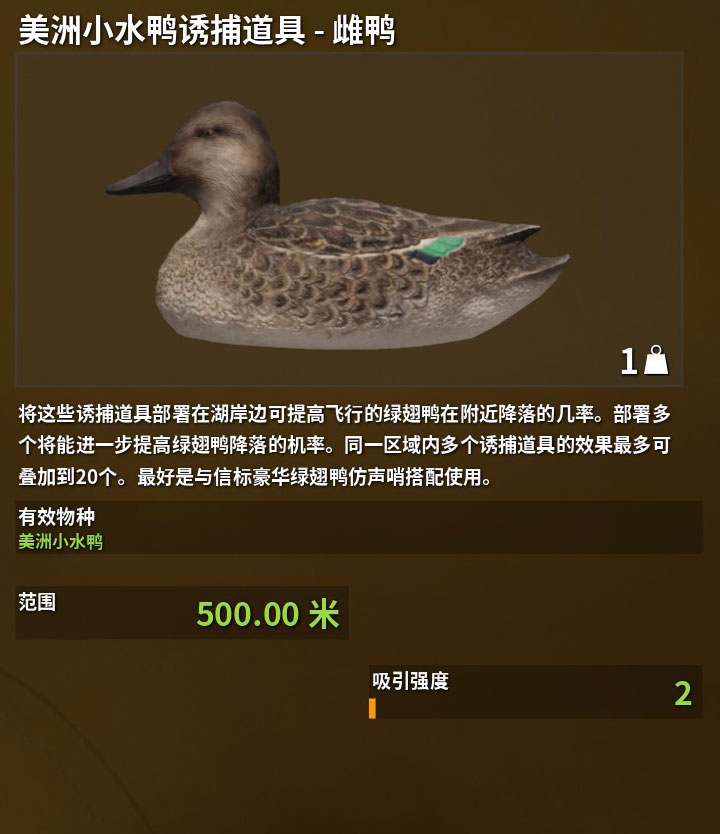 美洲小水鸭诱捕道具 - 雌鸭
1
将这些诱捕道具部署在湖岸边可提高飞行的绿翅鸭在附近降落的几率。部署多
个将能进一步提高绿翅鸭降落的机率。同一区域内多个诱捕道具的效果最多可
叠加到20个。最好是与信标豪华绿翅鸭仿声哨搭配使用。
有效物种
美洲小水鸭
范围
500.00 米
吸引强度
2